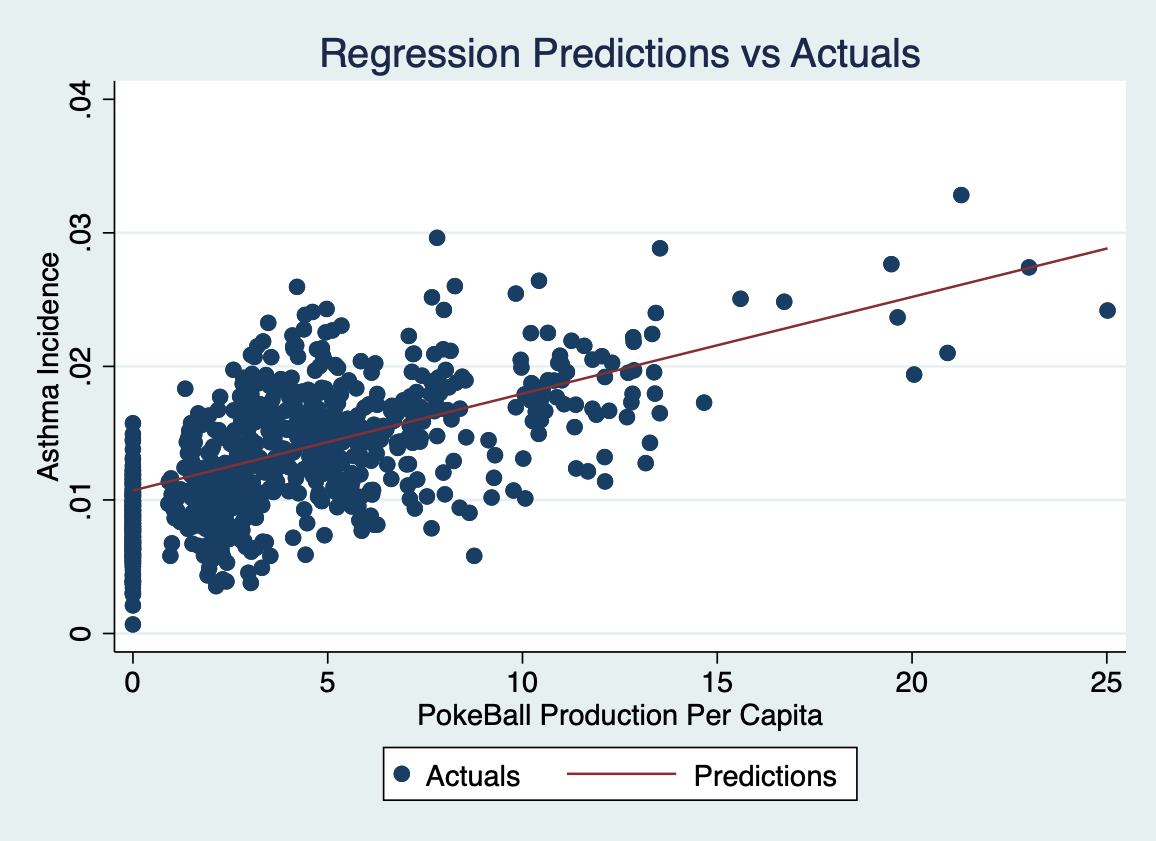 Regression Predictions vs Actuals
Asthma Incidence
.04
.03
.02
.01
0
0 5 10 15 20 25
PokeBall Production Per Capita
Actuals Predictions